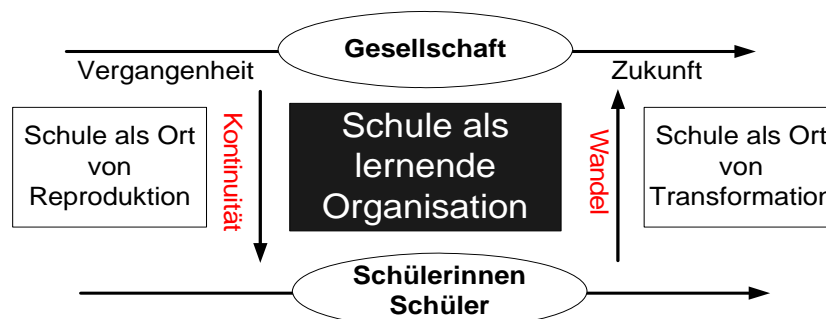 Gesellschaft
Vergangenheit
Zukunft
Schule als Ort
von
Reproduktion
Kontinuität
Schule als
lernende
Organisation
Wandel
Schule als Ort
von
Transformation
Schülerinnen
Schüler